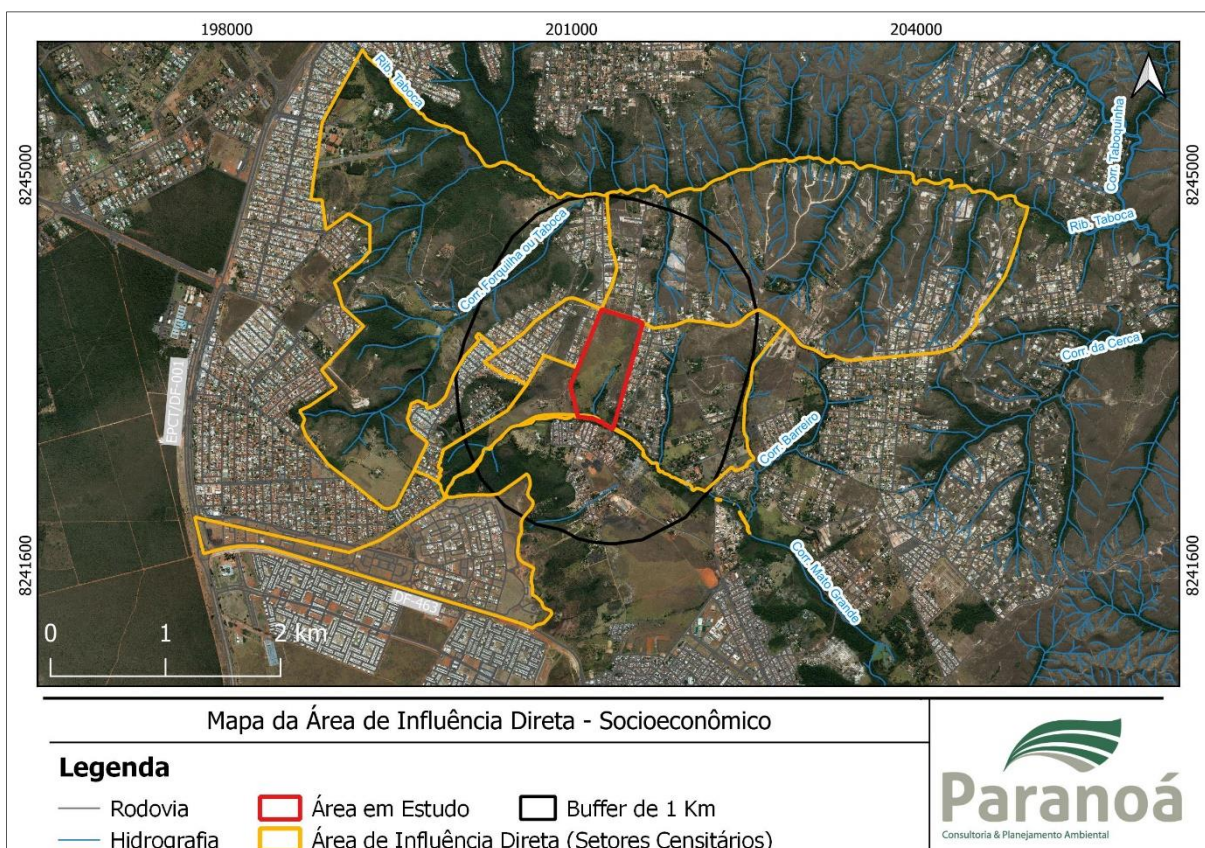 198000 201000 204000
8245000
8245000
Rib. Taboca
Corr. Taboquinha
Rib. Taboca
Corr. Forquilha ou Taboca
Corr. da Cerca
EPCT/DF-001
Corr. Barreiro
8241600
8241600
Corr. Mato Grande
DF-463
0 1 2 km
Mapa da Área de Influência Direta - Socioeconômico
Legenda
Rodovia
Área em Estudo
Buffer de 1 Km
Hidrografia
Área de Influência Direta (Setores Censitários)
Paranoá
Consultoria & Planejamento Ambiental